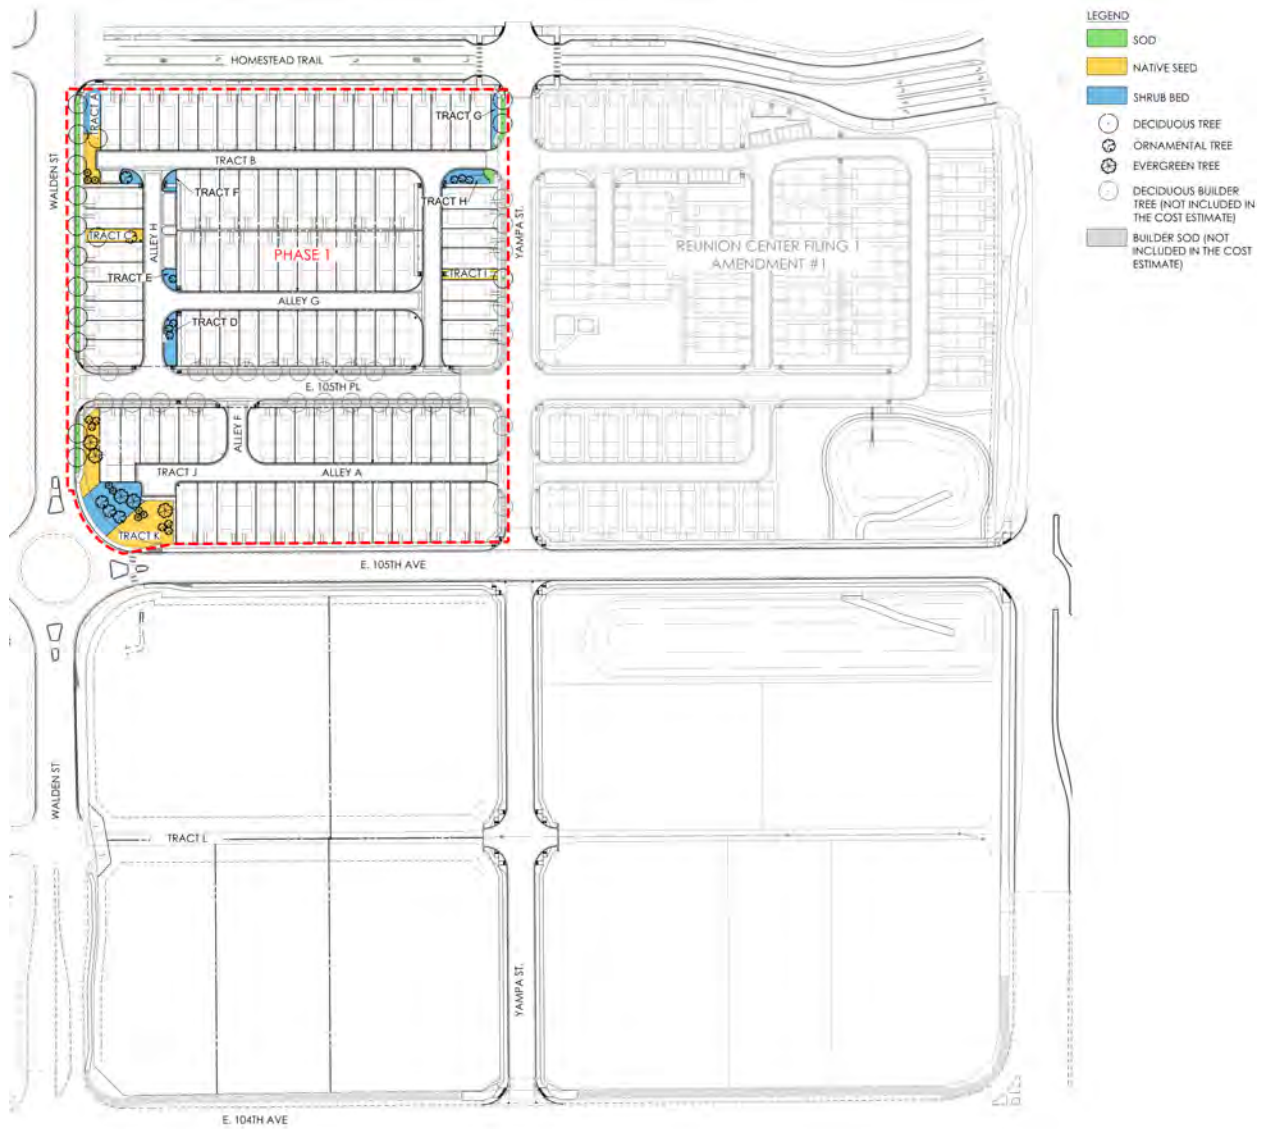 LEGEND
SOD
NATIVE SEED
SHRUB BED
DECIDUOUS TREE
ORNAMENTAL TREE
EVERGREEN TREE
DECIDUOUS BUILDER
TREE (NOT INCLUDED IN
THE COST ESTIMATE)
BUILDER SOD (NOT
INCLUDED IN THE COST
ESTIMATE)
HOMESTEAD TRAIL
TRACT A
TRACT G
WALDEN ST
TRACT B
TRACT F
TRACT H
YAMPA ST.
TRACT C
ALLEY H
PHASE 1
REUNION CENTER FILING 1
AMENDMENT #1
TRACT E
TRACT I
ALLEY G
TRACT D
E. 105TH PL
ALLEY F
TRACT J
ALLEY A
TRACT K
E. 105TH AVE
WALDEN ST
TRACT L
YAMPA ST.
E. 104TH AVE